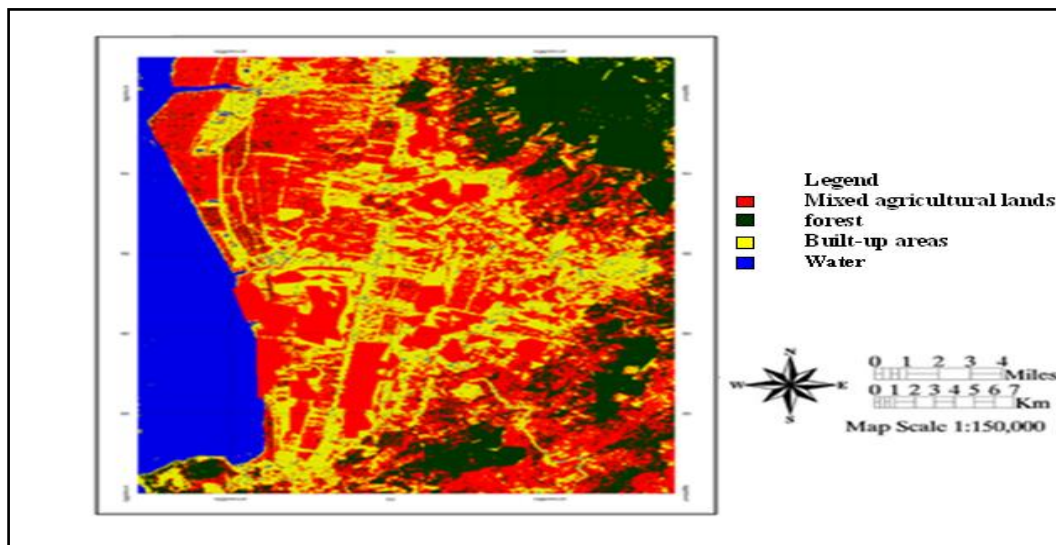 Legend
Mixed agricultural lands
forest
Built-up areas
Water
N
W E
S
0 1 2 3 4
Miles
0 1 2 3 4 5 6 7
Km
Map Scale 1:150,000